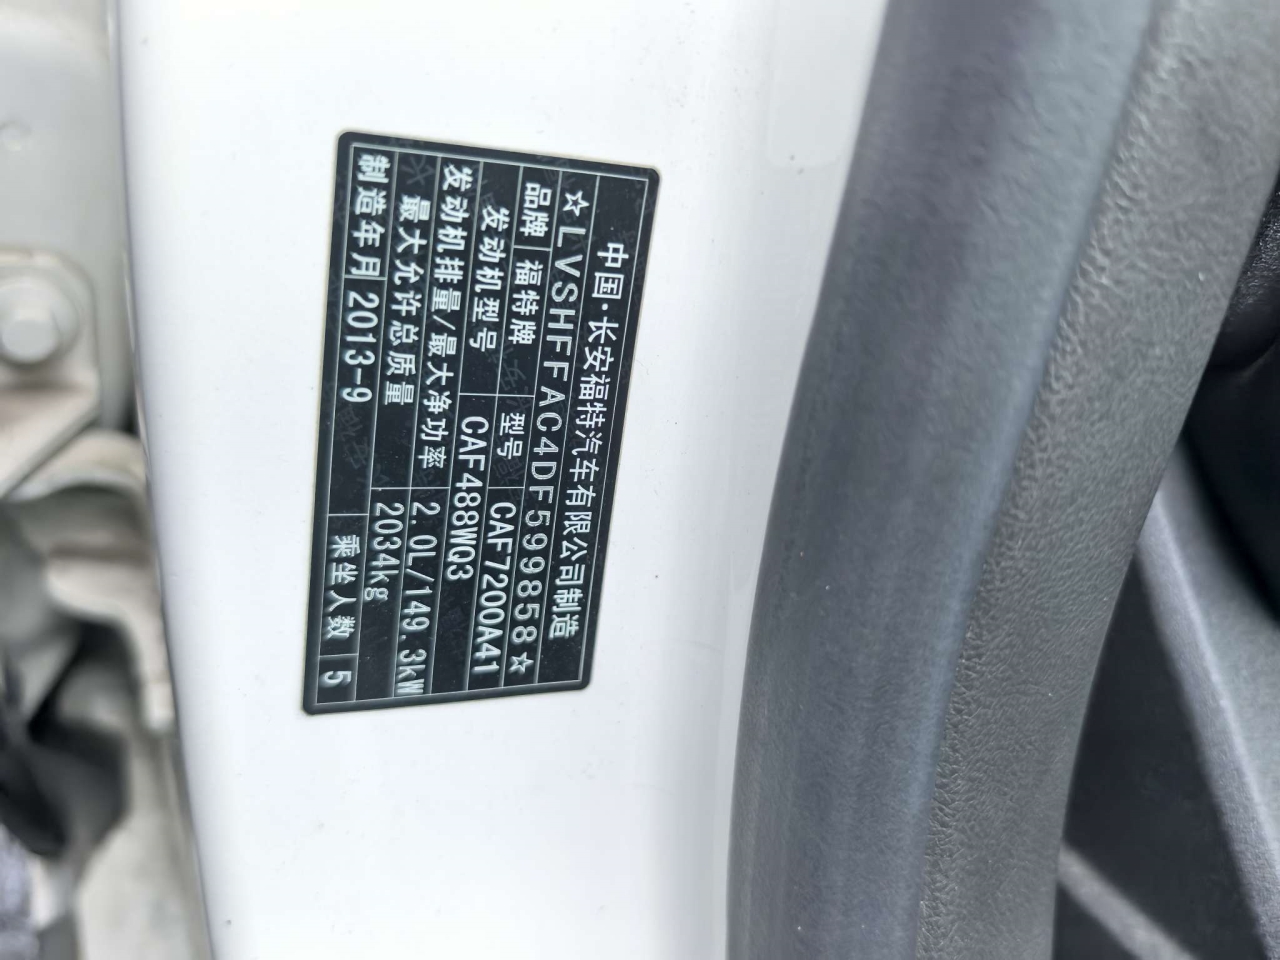 中国·长安福特汽车有限公司制造
☆LVSHFFAC4DF599858☆
品牌 福特牌 型号 CAF7200A41
发动机型号 CAF488WQ3
发动机排量/最大净功率 2.0L/149.3kW
最大允许总质量 2034kg
制造年月 2013-9 乘坐人数 5